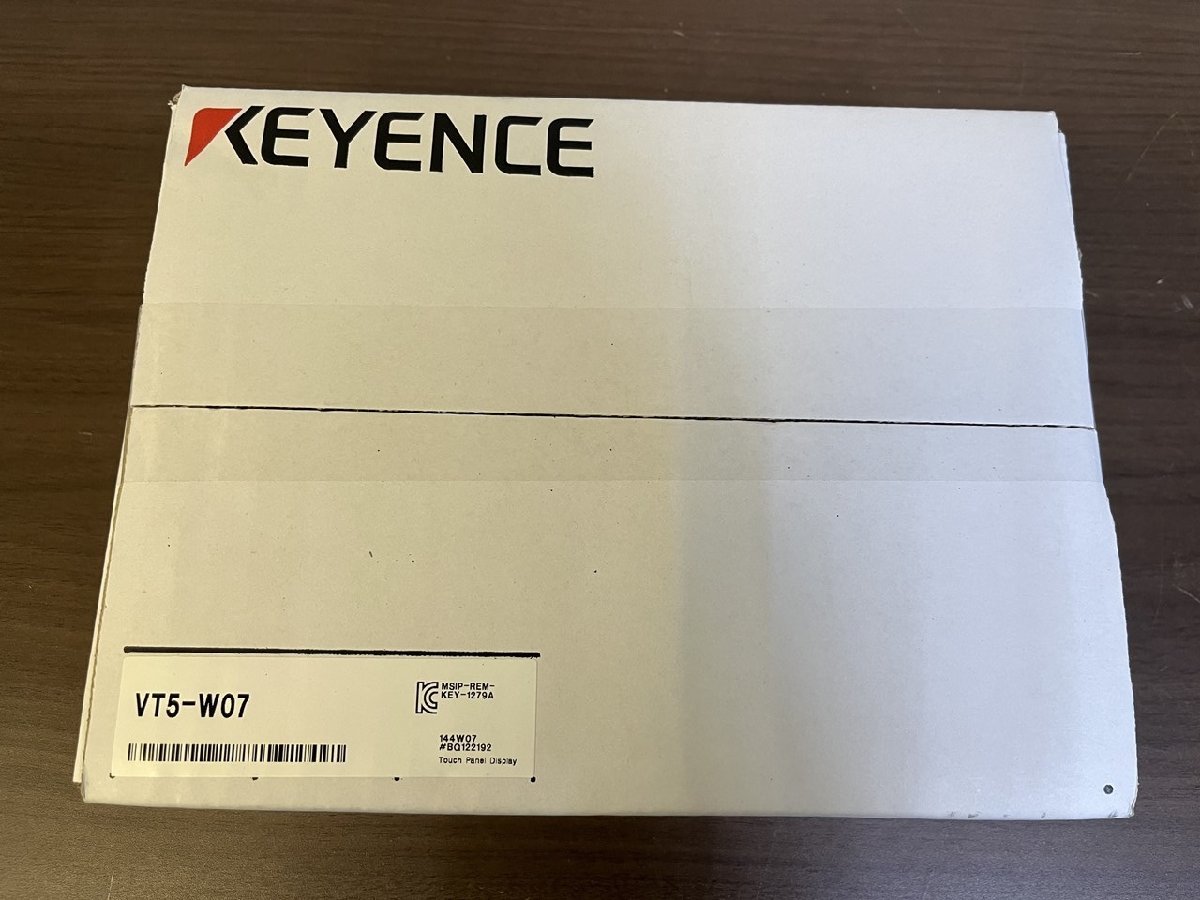 KEYENCE
VT5-W07
MSIP-REM-
KEY-1279A
144W07
#BQ122192
Touch Panel Display